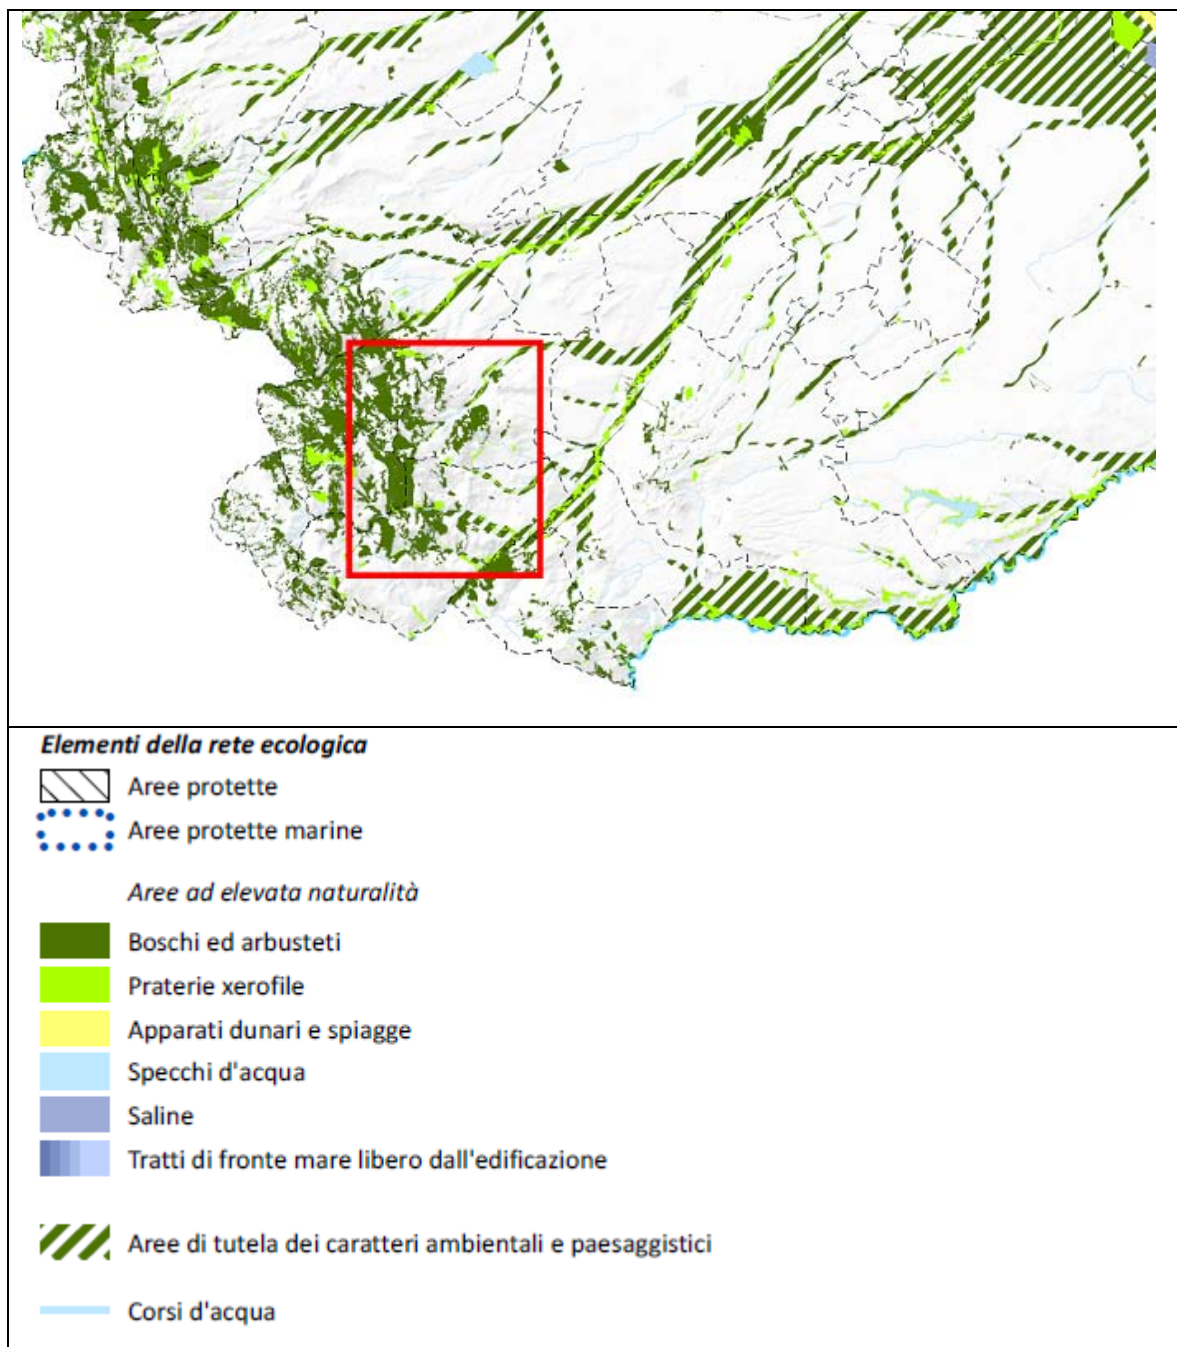 Elementi della rete ecologica
Aree protette
Aree protette marine
Aree ad elevata naturalità
Boschi ed arbusteti
Praterie xerofile
Apparati dunari e spiagge
Specchi d'acqua
Saline
Tratti di fronte mare libero dall'edificazione
Aree di tutela dei caratteri ambientali e paesaggistici
Corsi d'acqua